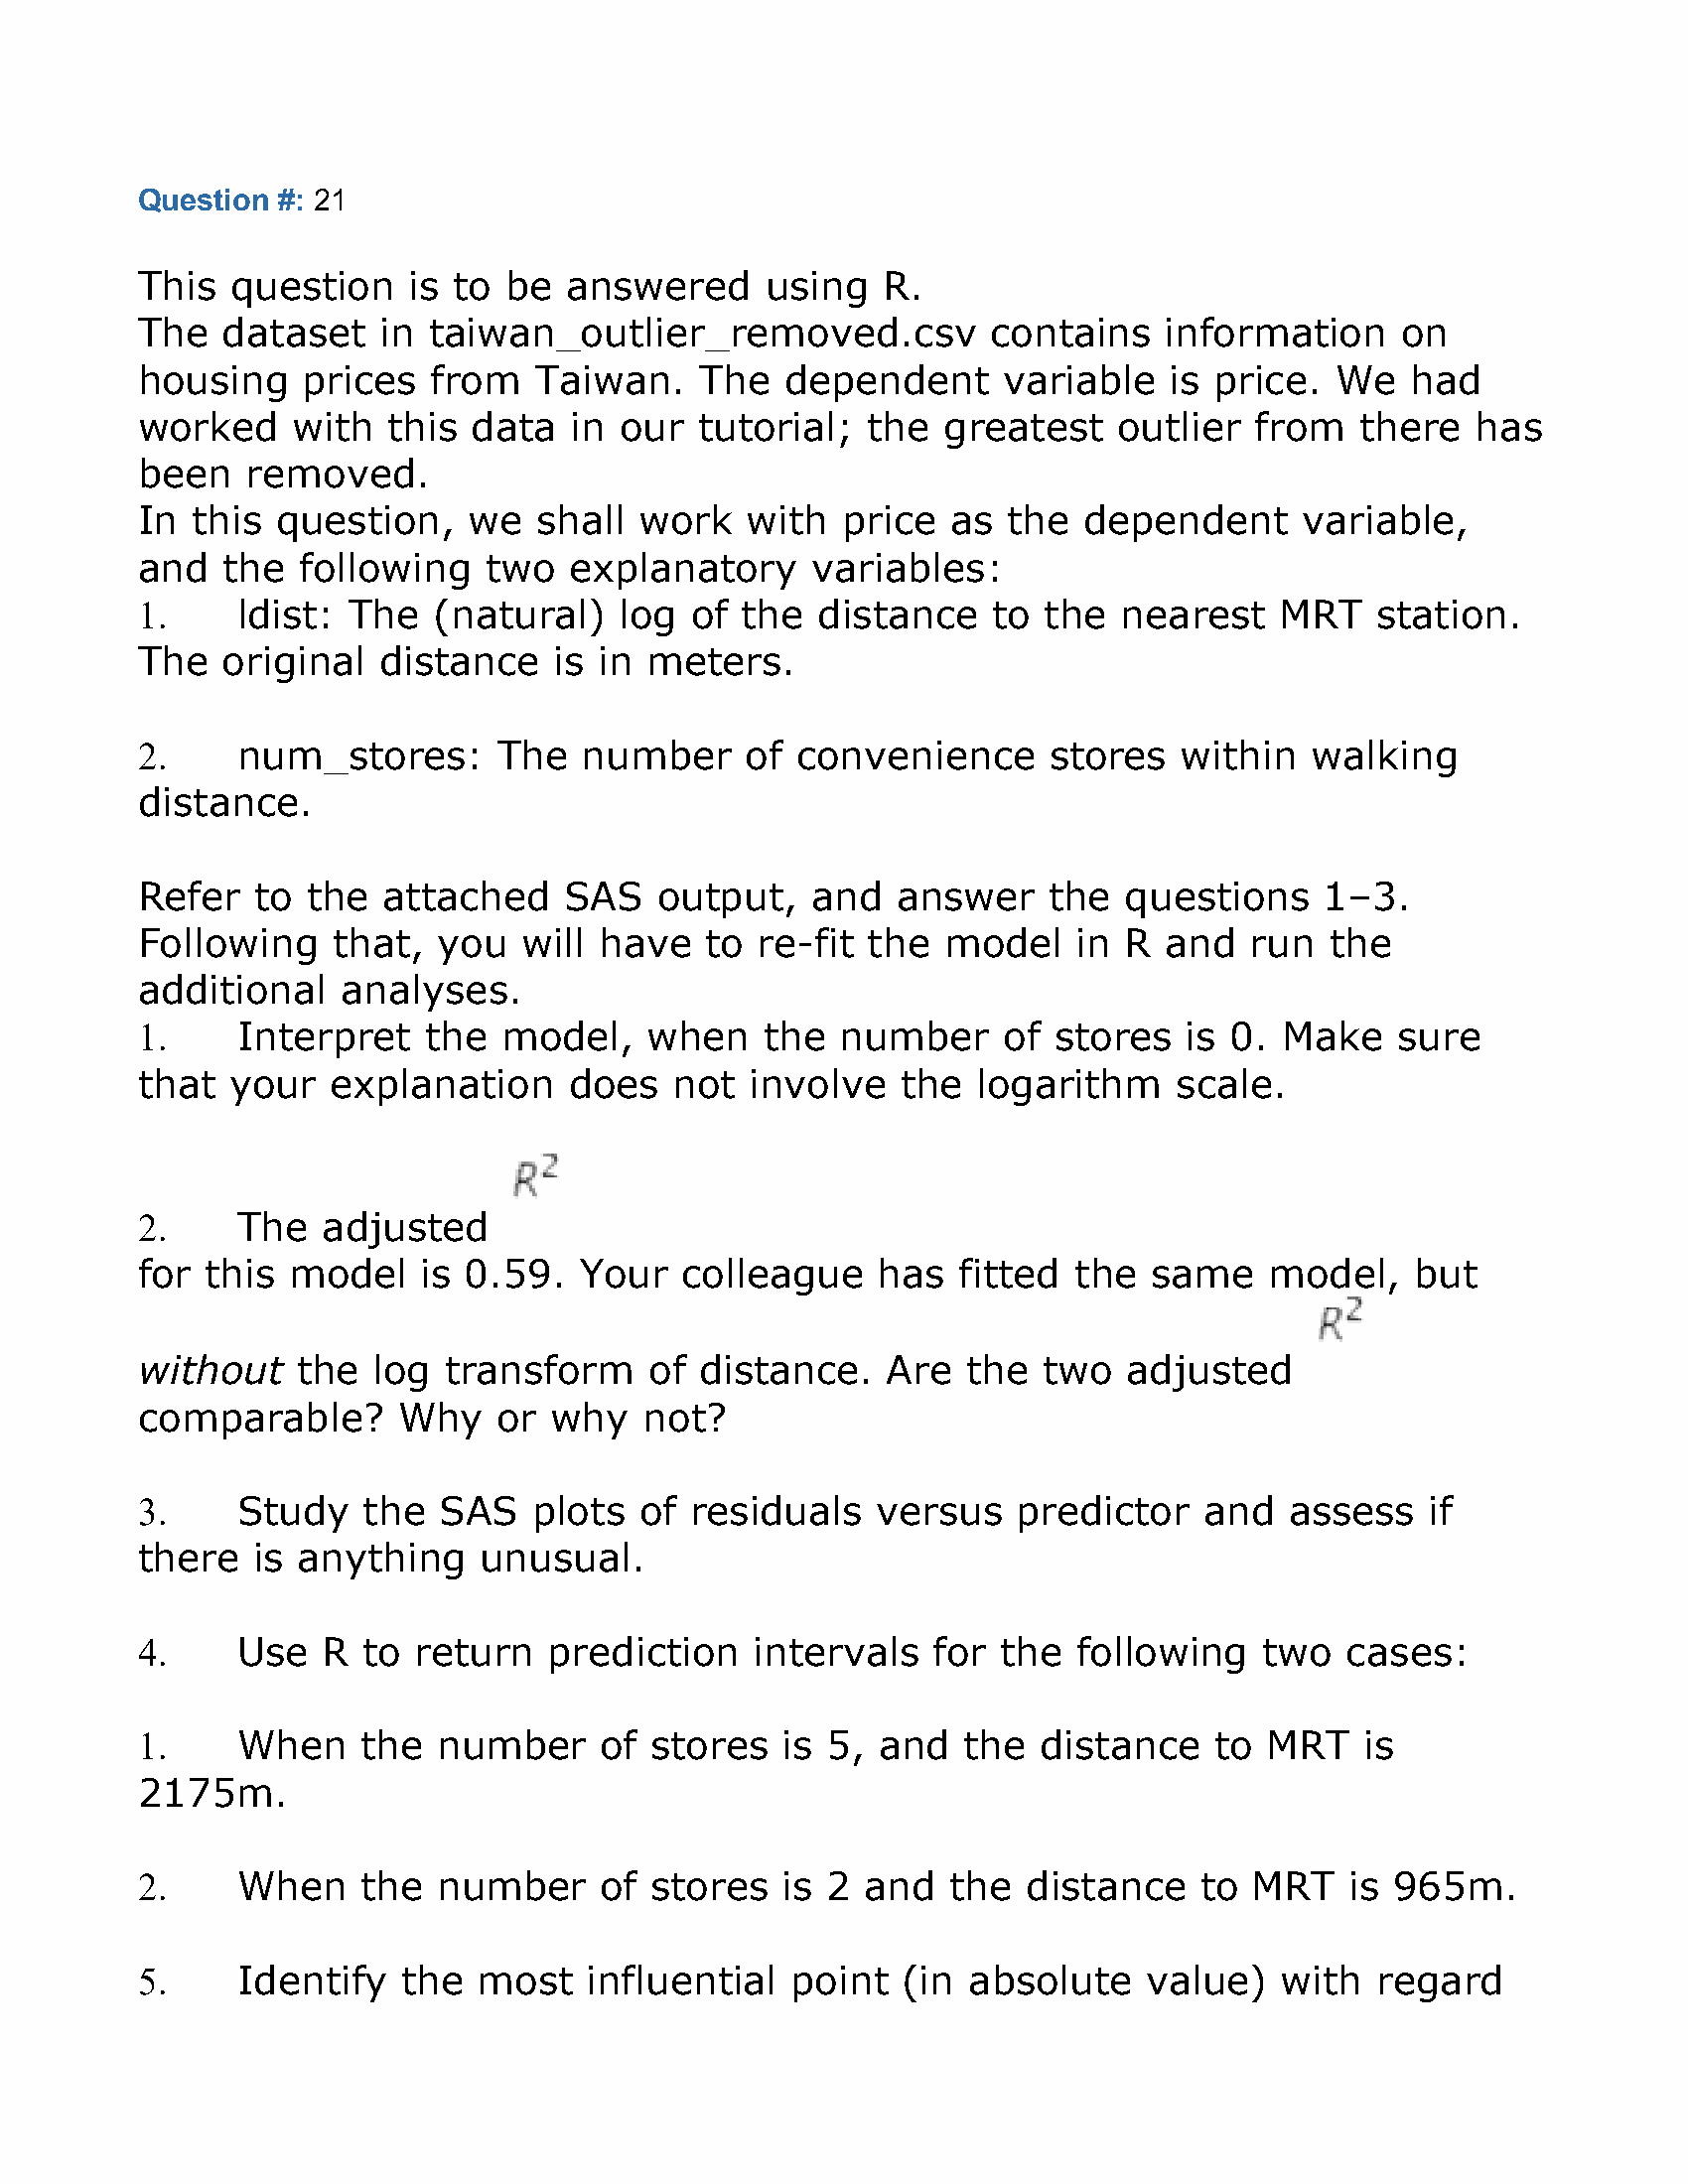 Question #: 21
This question is to be answered using R.
The dataset in taiwan_outlier_removed.csv contains information on
housing prices from Taiwan. The dependent variable is price. We had
worked with this data in our tutorial; the greatest outlier from there has
been removed.
In this question, we shall work with price as the dependent variable,
and the following two explanatory variables:
1. ldist: The (natural) log of the distance to the nearest MRT station.
The original distance is in meters.
2. num_stores: The number of convenience stores within walking
distance.
Refer to the attached SAS output, and answer the questions 1–3.
Following that, you will have to re-fit the model in R and run the
additional analyses.
1. Interpret the model, when the number of stores is 0. Make sure
that your explanation does not involve the logarithm scale.
R²
2. The adjusted
for this model is 0.59. Your colleague has fitted the same model, but
R²
without the log transform of distance. Are the two adjusted
comparable? Why or why not?
3. Study the SAS plots of residuals versus predictor and assess if
there is anything unusual.
4. Use R to return prediction intervals for the following two cases:
1. When the number of stores is 5, and the distance to MRT is
2175m.
2. When the number of stores is 2 and the distance to MRT is 965m.
5. Identify the most influential point (in absolute value) with regard